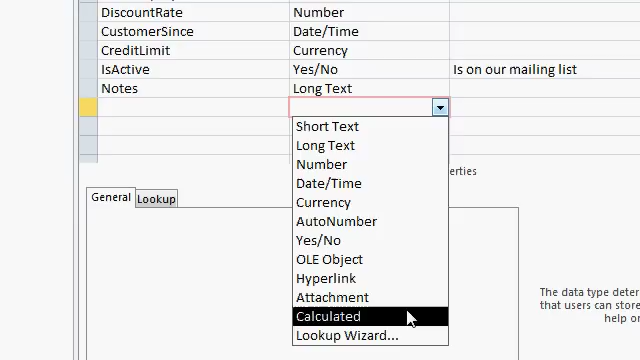 DiscountRate Number
CustomerSince Date/Time
CreditLimit Currency
IsActive Yes/No Is on our mailing list
Notes Long Text
Short Text
Long Text
Number
erties
Date/Time
General Lookup
Currency
AutoNumber
Yes/No
OLE Object
Hyperlink
Attachment
The data type deter
that users can store
Calculated
help or
Lookup Wizard...